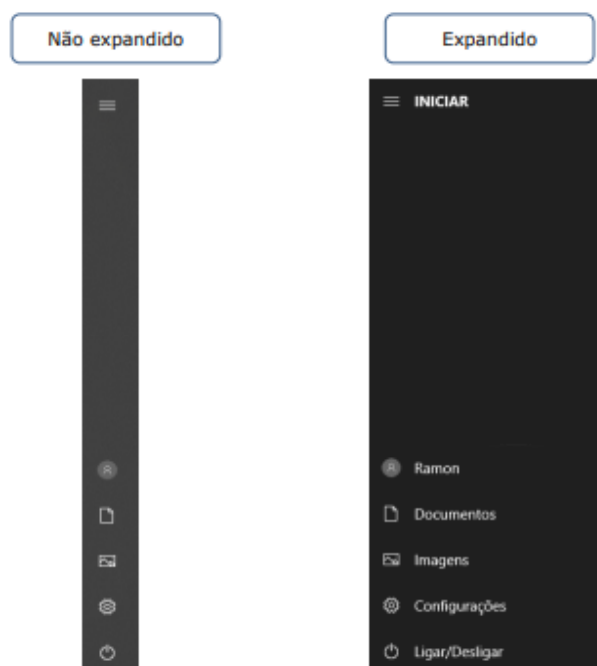 Não expandido
Expandido
INICIAR
Ramon
Documentos
Imagens
Configurações
Ligar/Desligar